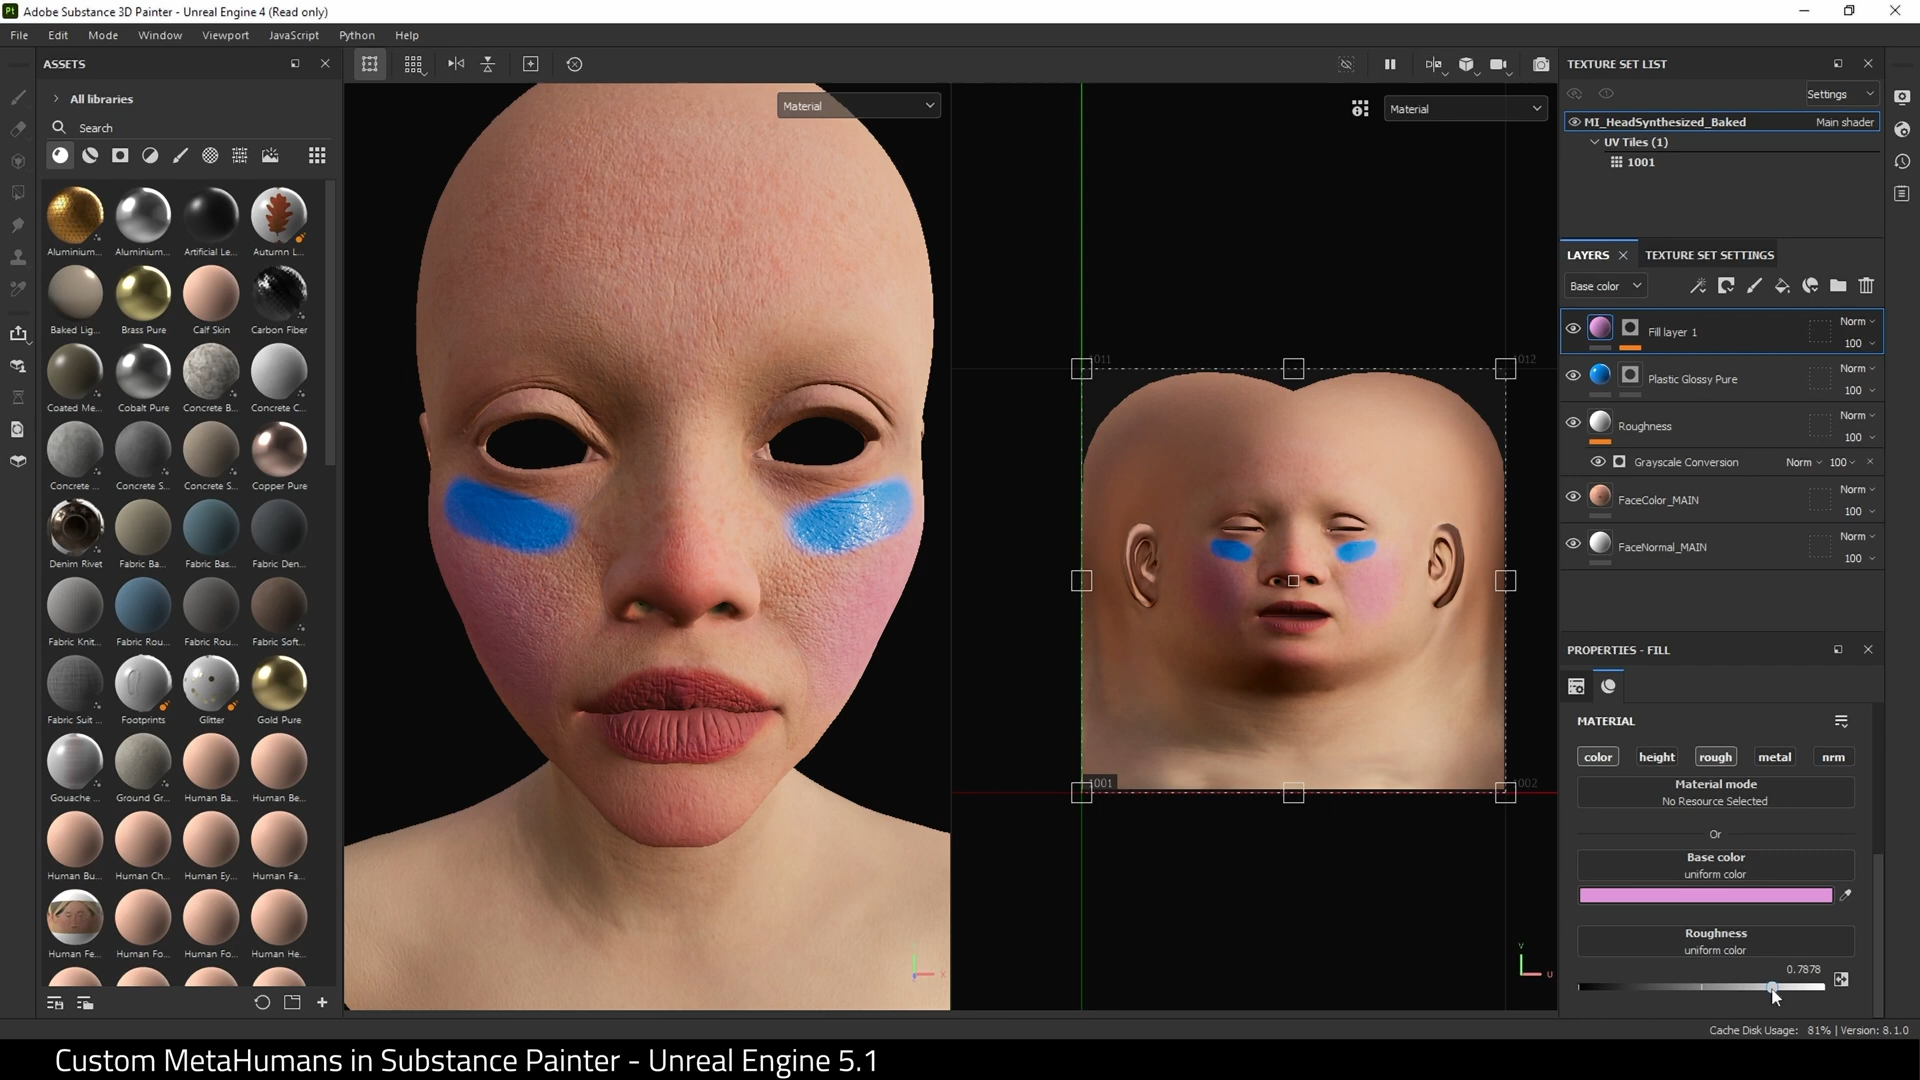 Pt Adobe Substance 3D Painter - Unreal Engine 4 (Read only)
File Edit Mode Window Viewport JavaScript Python Help
ASSETS
All libraries
Search
Aluminium... Aluminium... Artificial Le... Autumn L...
Baked Lig... Brass Pure Calf Skin Carbon Fiber
Coated Me... Cobalt Pure Concrete B... Concrete C...
Concrete ... Concrete S... Concrete S... Copper Pure
Denim Rivet Fabric Ba... Fabric Bas... Fabric Den...
Fabric Knit... Fabric Rou... Fabric Rou... Fabric Soft...
Fabric Suit ... Footprints Glitter Gold Pure
Gouache ... Ground Gr... Human Ba... Human Be...
Human Bu... Human Ch... Human Ey... Human Fa...
Human Fe... Human Fo... Human Fo... Human He...
Material
X
Material
1011
1012
1001
1002
V
U
TEXTURE SET LIST
Settings
MI_HeadSynthesized_Baked Main shader
UV Tiles (1)
1001
LAYERS TEXTURE SET SETTINGS
Base color
Fill layer 1 Norm
100
Plastic Glossy Pure Norm
100
Roughness Norm
100
Grayscale Conversion Norm 100
FaceColor_MAIN Norm
100
FaceNormal_MAIN Norm
100
PROPERTIES - FILL
MATERIAL
color height rough metal nrm
Material mode
No Resource Selected
Or
Base color
uniform color
Roughness
uniform color
0.7878
Cache Disk Usage: 81% | Version: 8.1.0
Custom MetaHumans in Substance Painter - Unreal Engine 5.1